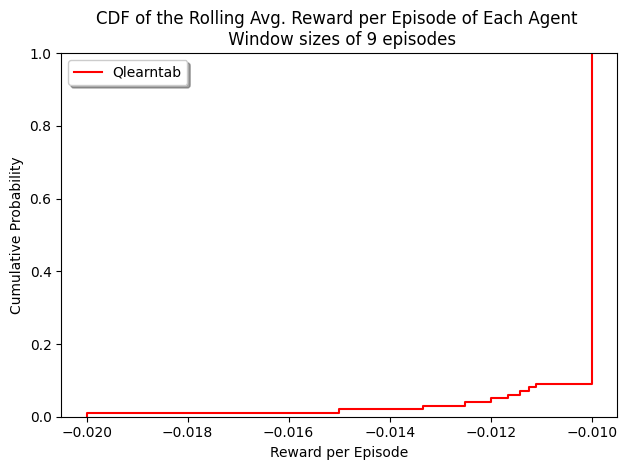 CDF of the Rolling Avg. Reward per Episode of Each Agent
Window sizes of 9 episodes
Qlearntab
1.0
0.8
0.6
0.4
0.2
0.0
Cumulative Probability
−0.020 −0.018 −0.016 −0.014 −0.012 −0.010
Reward per Episode